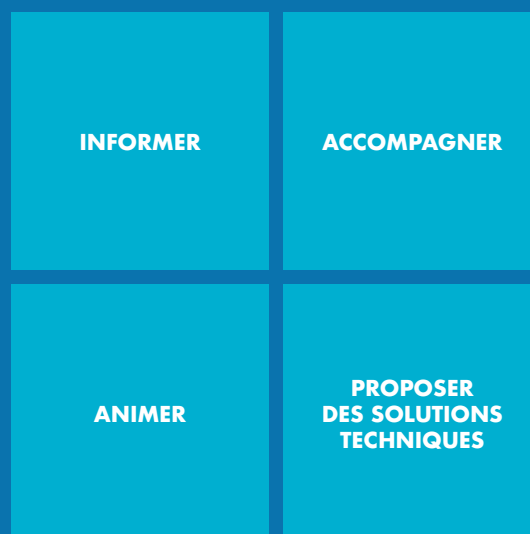 INFORMER
ACCOMPAGNER
ANIMER
PROPOSER
DES SOLUTIONS
TECHNIQUES